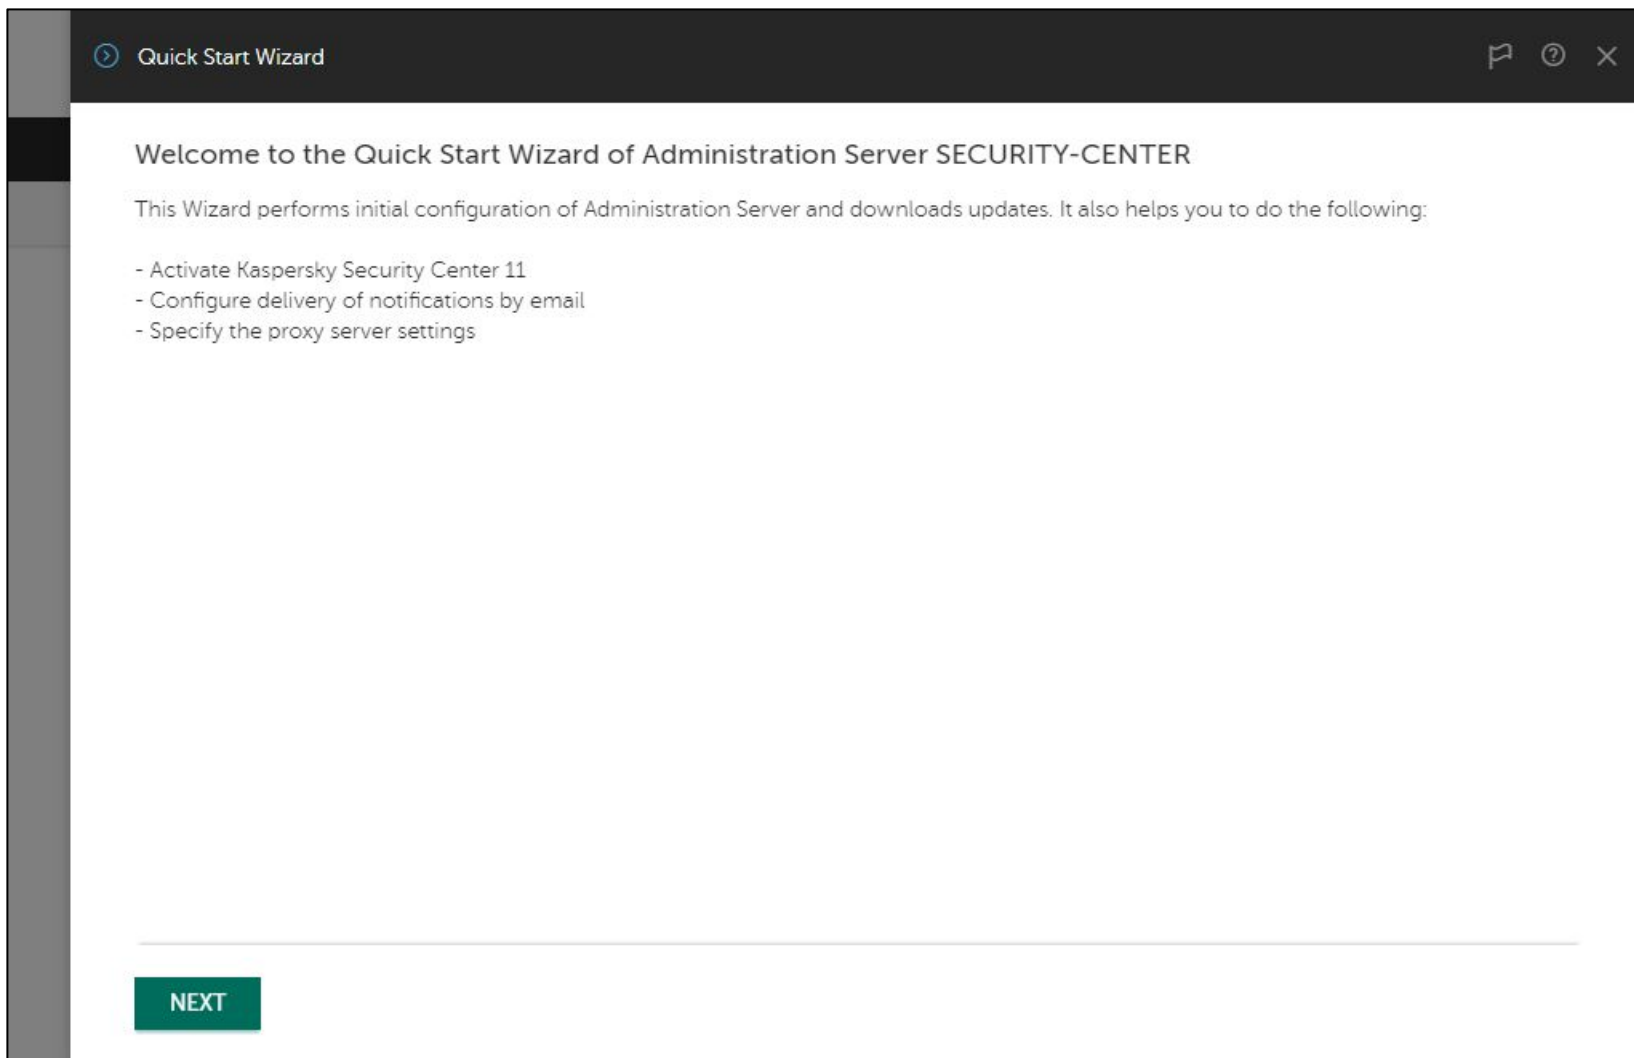 Quick Start Wizard
Welcome to the Quick Start Wizard of Administration Server SECURITY-CENTER
This Wizard performs initial configuration of Administration Server and downloads updates. It also helps you to do the following:
- Activate Kaspersky Security Center 11
- Configure delivery of notifications by email
- Specify the proxy server settings
NEXT